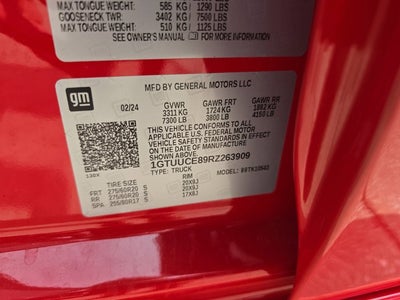 MAX TONGUE WEIGHT: 585 KG / 1290 LBS
GOOSENECK TWR: 3402 KG / 7500 LBS
MAX TONGUE WEIGHT: 510 KG / 1125 LBS
SEE OWNER'S MANUAL FOR MORE INFORMATION
gm
MFD BY GENERAL MOTORS LLC
02/24 GVWR GAWR FRT GAWR RR
3311 KG 1724 KG 1882 KG
7300 LB 3800 LB 4150 LB
THIS VEHICLE CONFORMS TO ALL
APPLICABLE U.S. FEDERAL MOTOR
VEHICLE SAFETY STANDARDS IN EFFECT ON
THE DATE OF MANUFACTURE SHOWN ABOVE.
1GTUUCE89RZ263909
TYPE: TRUCK
TIRE SIZE RIM
FRT 275/60R20 S 20X9J
RR 275/60R20 S 20X9J
SPA 255/80R17 S 17X8J